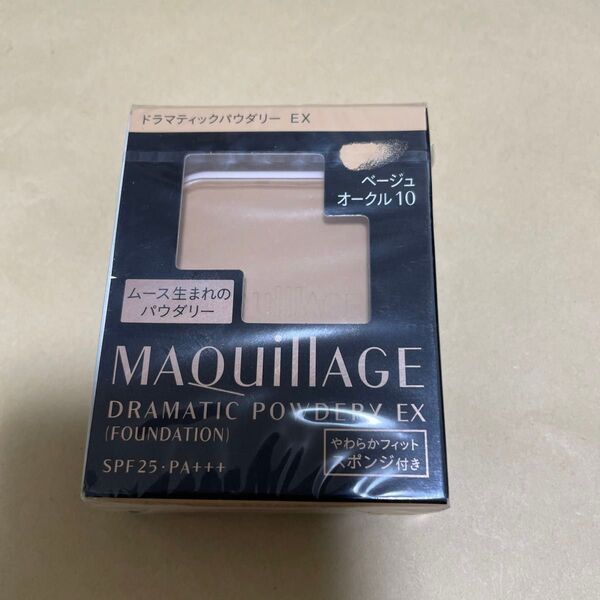 ドラマティックパウダリー EX
ベージュ
オークル10
ムース生まれの
パウダリー
MAQuillAGE
DRAMATIC POWDERY EX
(FOUNDATION)
SPF25・PA+++
やわらかフィット
スポンジ付き